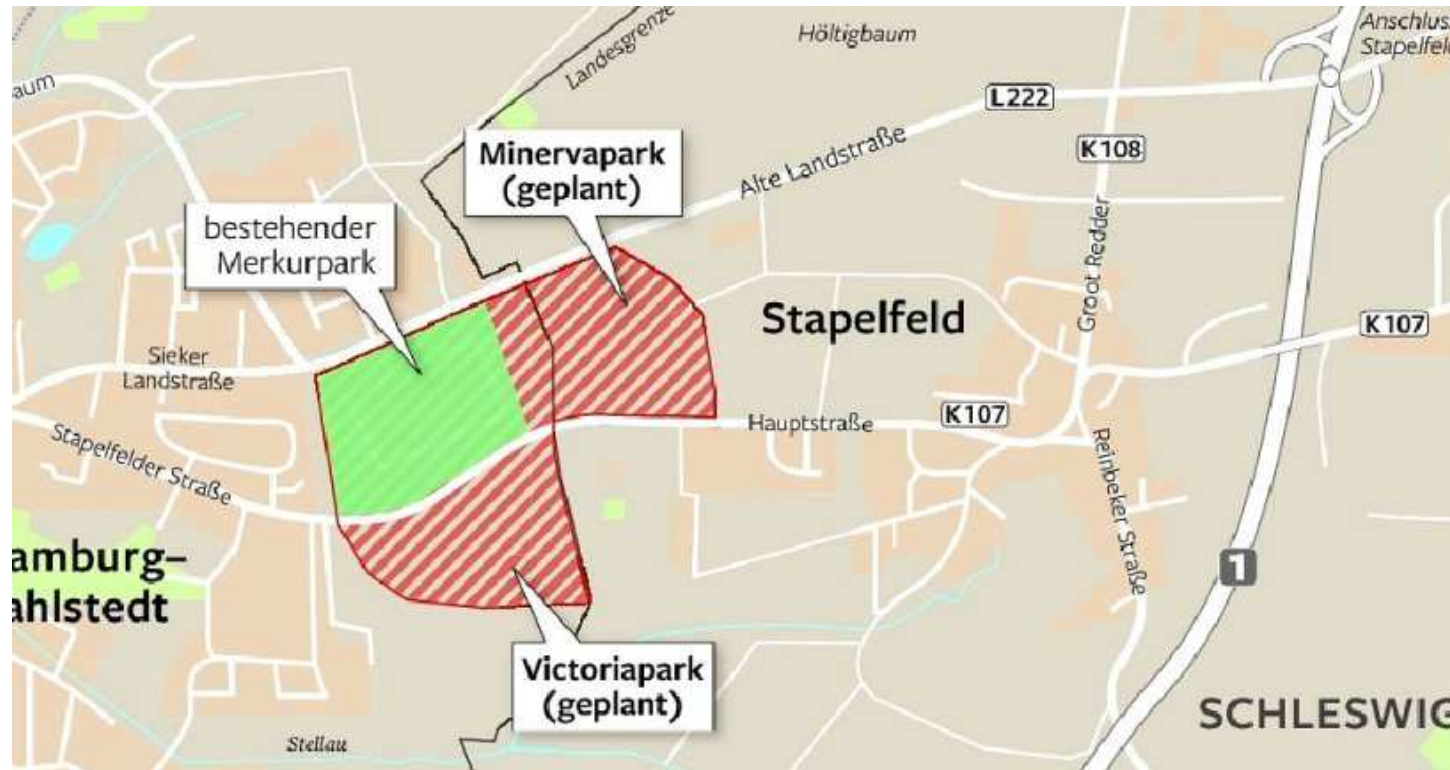 Höltigbaum
Anschlus
Stapelfel
aum
Landesgrenze
L222
Minervapark
(geplant)
Alte Landstraße
K108
bestehender
Merkurpark
Groot Redder
Stapelfeld
K107
Sieker
Landstraße
Hauptstraße
K107
Stapelfelder Straße
Reinbeker Straße
amburg–
ahlstedt
1
Victoriapark
(geplant)
SCHLESWIG
Stellau